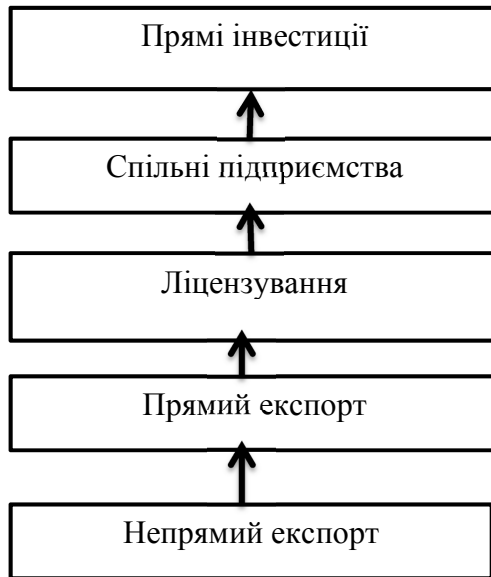 Прямі інвестиції
Спільні підприємства
Ліцензування
Прямий експорт
Непрямий експорт